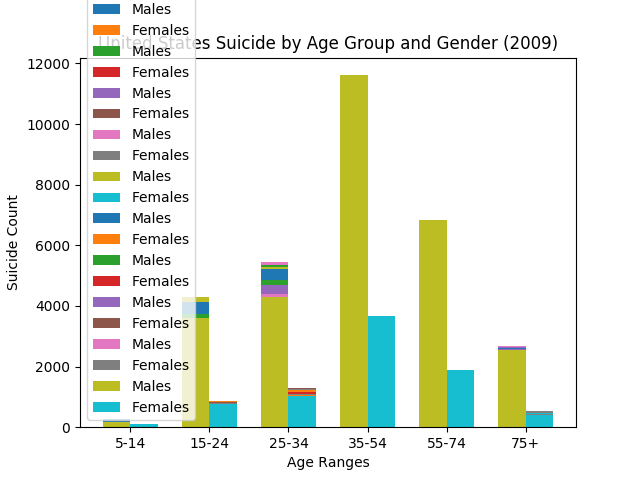 Males
Females
United States Suicide by Age Group and Gender (2009)
Males
Females
Males
Females
Males
Females
Males
Females
Males
Females
Males
Females
Males
Females
Males
Females
Males
Females
12000
10000
8000
6000
4000
2000
0
Suicide Count
5-14 15-24 25-34 35-54 55-74 75+
Age Ranges